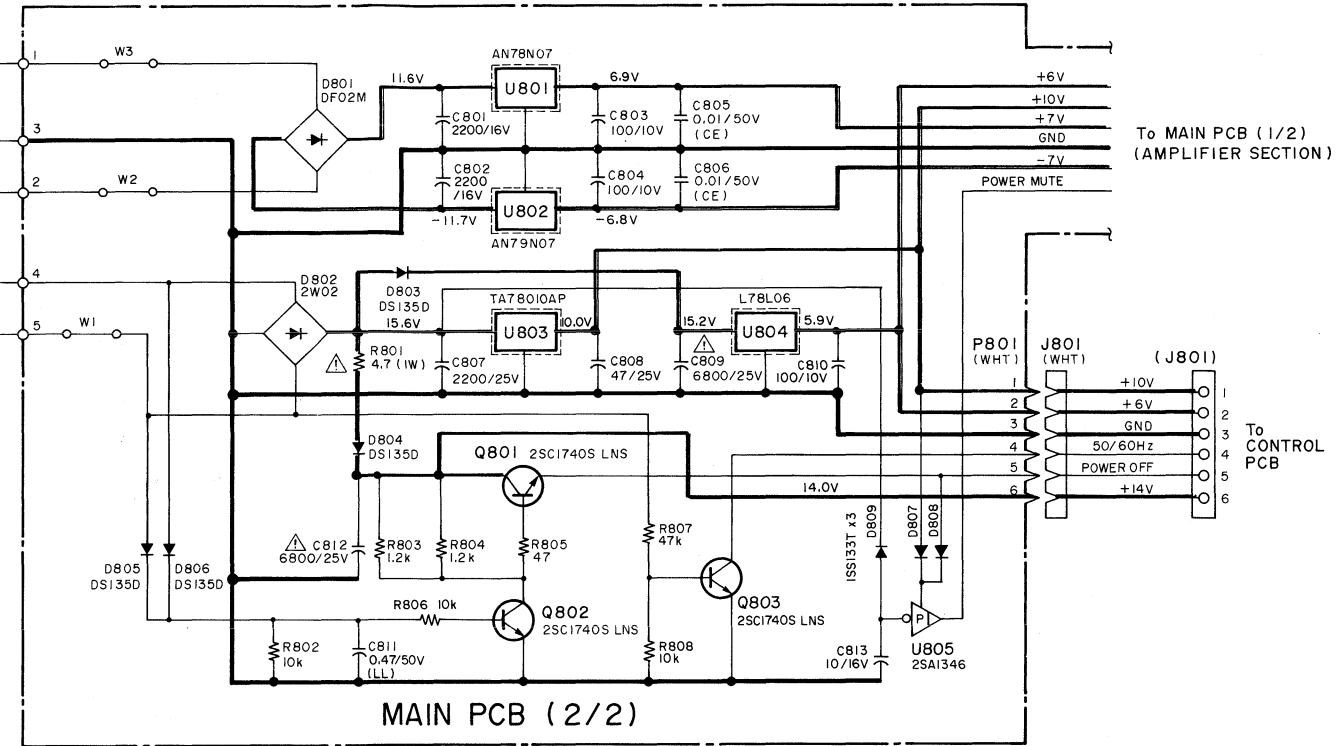 1
W3
AN78N07
D801
DF02M
11.6V
U801
6.9V
+6V
+10V
+7V
GND
-7V
POWER MUTE
To MAIN PCB (1/2)
(AMPLIFIER SECTION)
C801
2200/16V
C803
100/10V
C805
0.01/50V
(CE)
3
C802
2200
/16V
C804
100/10V
C806
0.01/50V
(CE)
2
W2
-11.7V
U802
-6.8V
AN79N07
4
D802
2W02
D803
DS135D
TA78010AP
L78L06
5
W1
15.6V
U803
10.0V
15.2V
U804
5.9V
R801
4.7 (1W)
C807
2200/25V
C808
47/25V
C809
6800/25V
C810
100/10V
P801
(WHT)
J801
(WHT)
(J801)
1
+10V
1
2
+6V
2
3
GND
3
4
50/60Hz
4
5
POWER OFF
5
6
+14V
6
To
CONTROL
PCB
D804
DS135D
Q801 2SC1740S LNS
14.0V
C812
6800/25V
R803
1.2k
R804
1.2k
R805
47
R807
47k
1SS133T x3
D809
D807
D808
D805
DS135D
D806
DS135D
R806 10k
Q802
2SC1740S LNS
Q803
2SC1740S LNS
P
U805
2SA1346
R802
10k
C811
0.47/50V
(LL)
R808
10k
C813
10/16V
MAIN PCB (2/2)